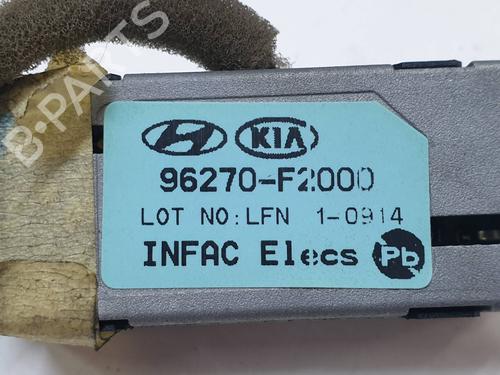 KIA
96270-F2000
LOT NO:LFN 1-0914
INFAC Elecs Pb
B-PARTS